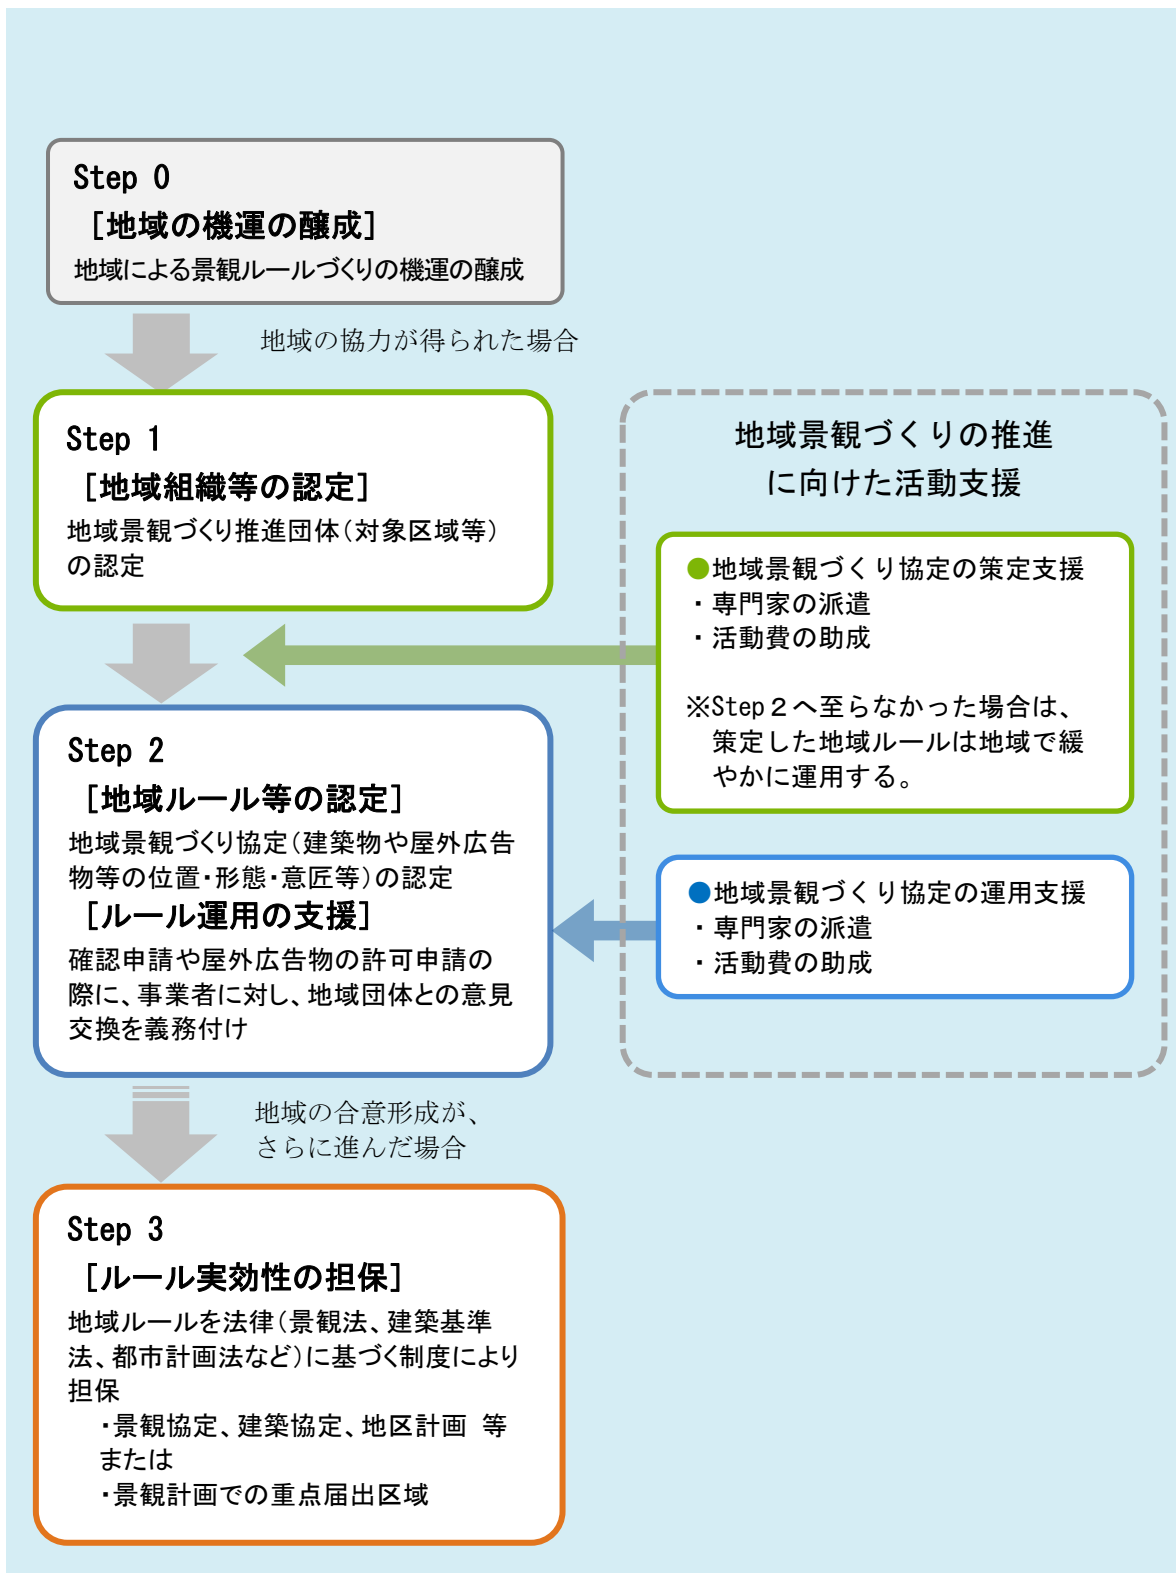 Step 0
［地域の機運の醸成］
地域による景観ルールづくりの機運の醸成
地域の協力が得られた場合
Step 1
［地域組織等の認定］
地域景観づくり推進団体（対象区域等）
の認定
地域景観づくりの推進
に向けた活動支援
●地域景観づくり協定の策定支援
・専門家の派遣
・活動費の助成
※Step２へ至らなかった場合は、
策定した地域ルールは地域で緩
やかに運用する。
Step 2
［地域ルール等の認定］
地域景観づくり協定（建築物や屋外広告
物等の位置・形態・意匠等）の認定
［ルール運用の支援］
確認申請や屋外広告物の許可申請の
際に、事業者に対し、地域団体との意見
交換を義務付け
●地域景観づくり協定の運用支援
・専門家の派遣
・活動費の助成
地域の合意形成が、
さらに進んだ場合
Step 3
［ルール実効性の担保］
地域ルールを法律（景観法、建築基準
法、都市計画法など）に基づく制度により
担保
・景観協定、建築協定、地区計画 等
または
・景観計画での重点届出区域